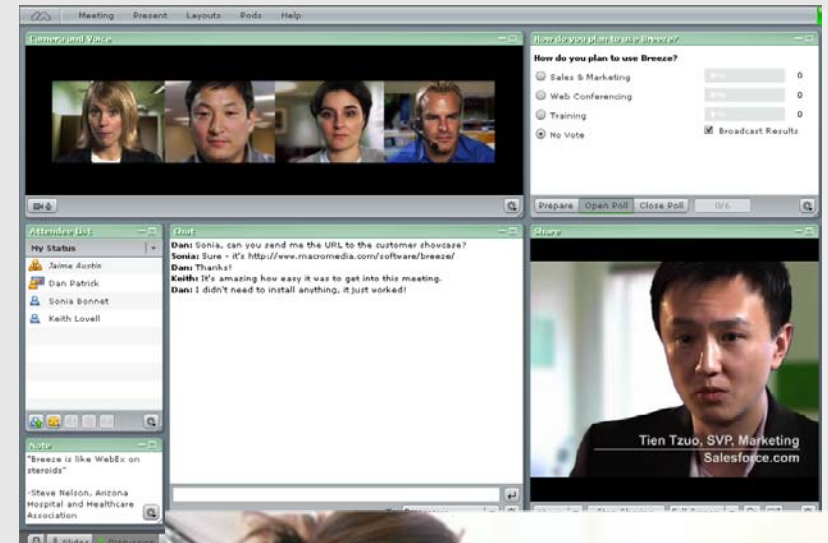 Meeting Present Layouts Pods Help
Camera and Voice
How do you plan to use Breeze?
How do you plan to use Breeze?
Sales & Marketing 0
Web Conferencing 0
Training 0
No Vote Broadcast Results
Prepare Open Poll Close Poll 0/6
Attendee List
My Status
Jaime Austin
Dan Patrick
Sonia Bonnet
Keith Lovell
Chat
Dan: Sonia, can you send me the URL to the customer showcase?
Sonia: Sure - it's http://www.macromedia.com/software/breeze/
Dan: Thanks!
Keith: It's amazing how easy it was to get into this meeting.
Dan: I didn't need to install anything, it just worked!
Share
Tien Tzuo, SVP, Marketing
Salesforce.com
Note
"Breeze is like WebEx on
steroids"
-Steve Nelson, Arizona
Hospital and Healthcare
Association